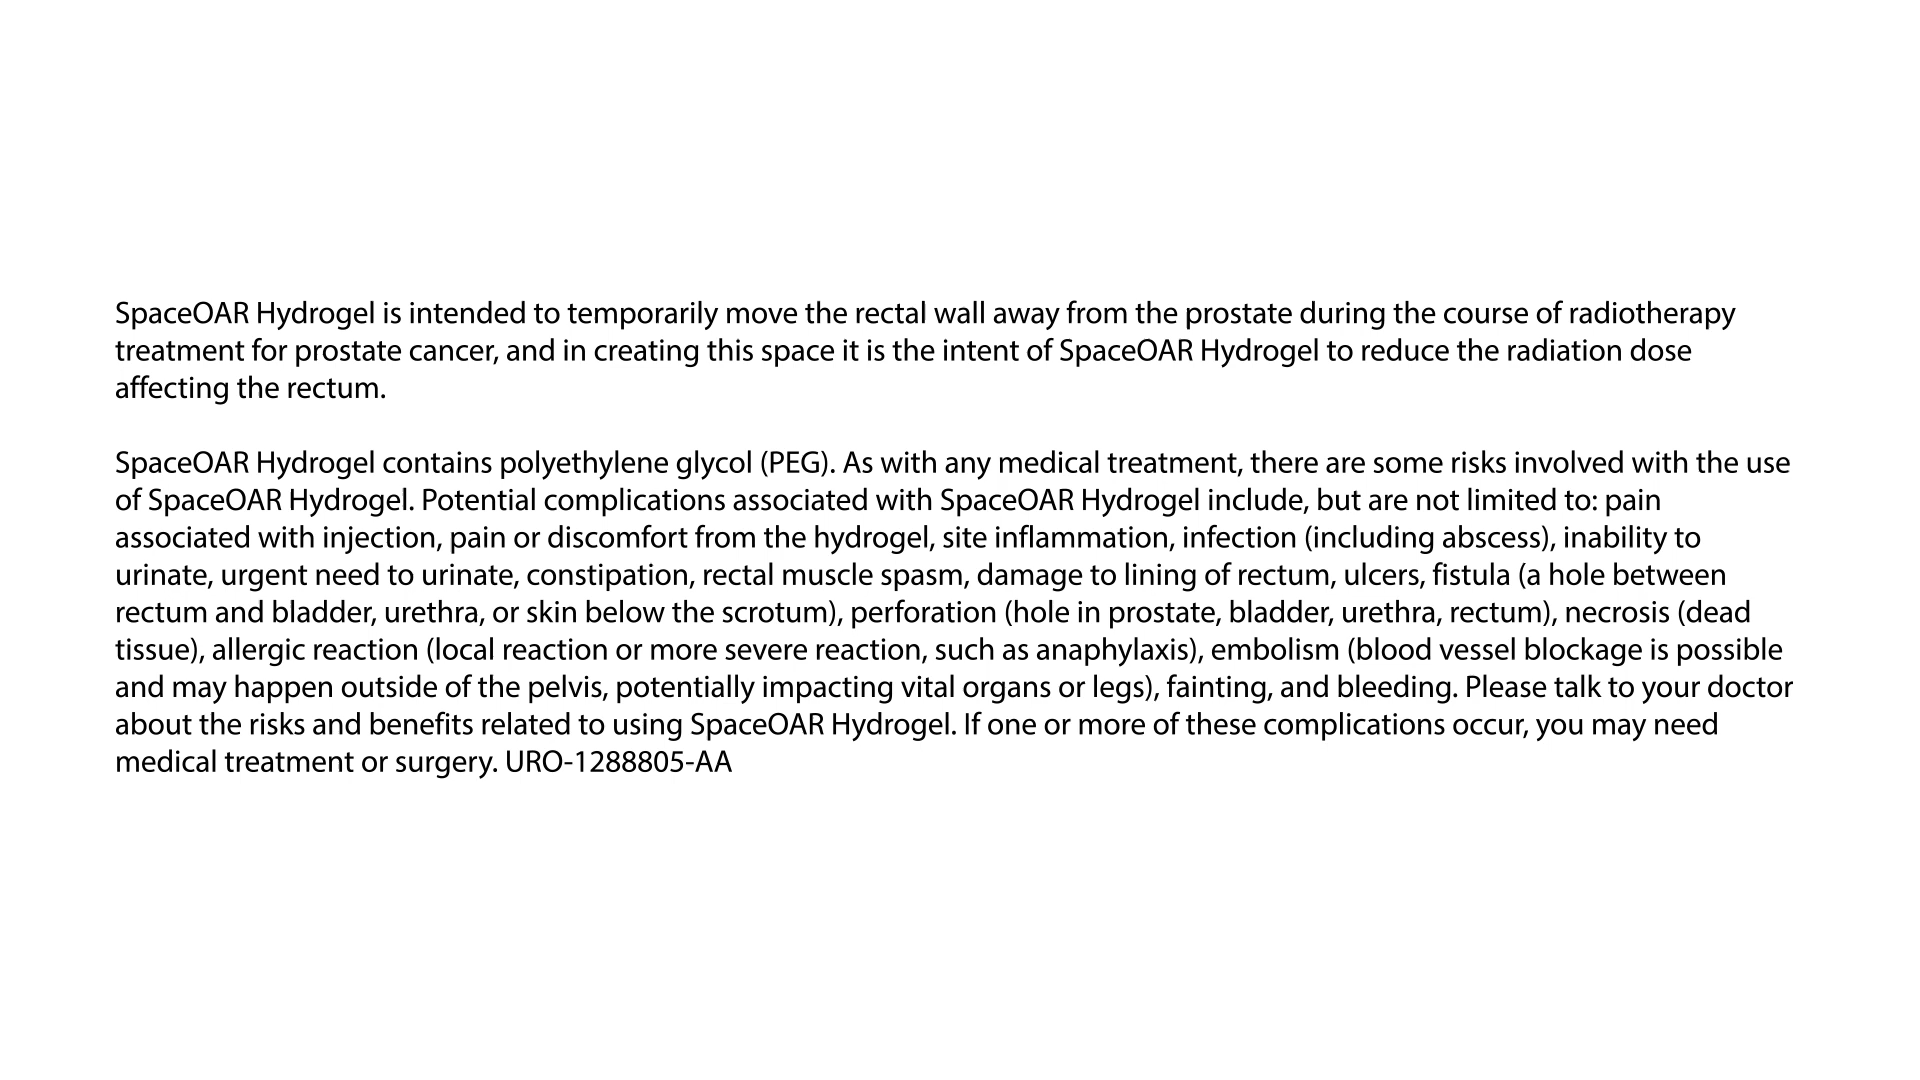 SpaceOAR Hydrogel is intended to temporarily move the rectal wall away from the prostate during the course of radiotherapy
treatment for prostate cancer, and in creating this space it is the intent of SpaceOAR Hydrogel to reduce the radiation dose
affecting the rectum.
SpaceOAR Hydrogel contains polyethylene glycol (PEG). As with any medical treatment, there are some risks involved with the use
of SpaceOAR Hydrogel. Potential complications associated with SpaceOAR Hydrogel include, but are not limited to: pain
associated with injection, pain or discomfort from the hydrogel, site inflammation, infection (including abscess), inability to
urinate, urgent need to urinate, constipation, rectal muscle spasm, damage to lining of rectum, ulcers, fistula (a hole between
rectum and bladder, urethra, or skin below the scrotum), perforation (hole in prostate, bladder, urethra, rectum), necrosis (dead
tissue), allergic reaction (local reaction or more severe reaction, such as anaphylaxis), embolism (blood vessel blockage is possible
and may happen outside of the pelvis, potentially impacting vital organs or legs), fainting, and bleeding. Please talk to your doctor
about the risks and benefits related to using SpaceOAR Hydrogel. If one or more of these complications occur, you may need
medical treatment or surgery. URO-1288805-AA